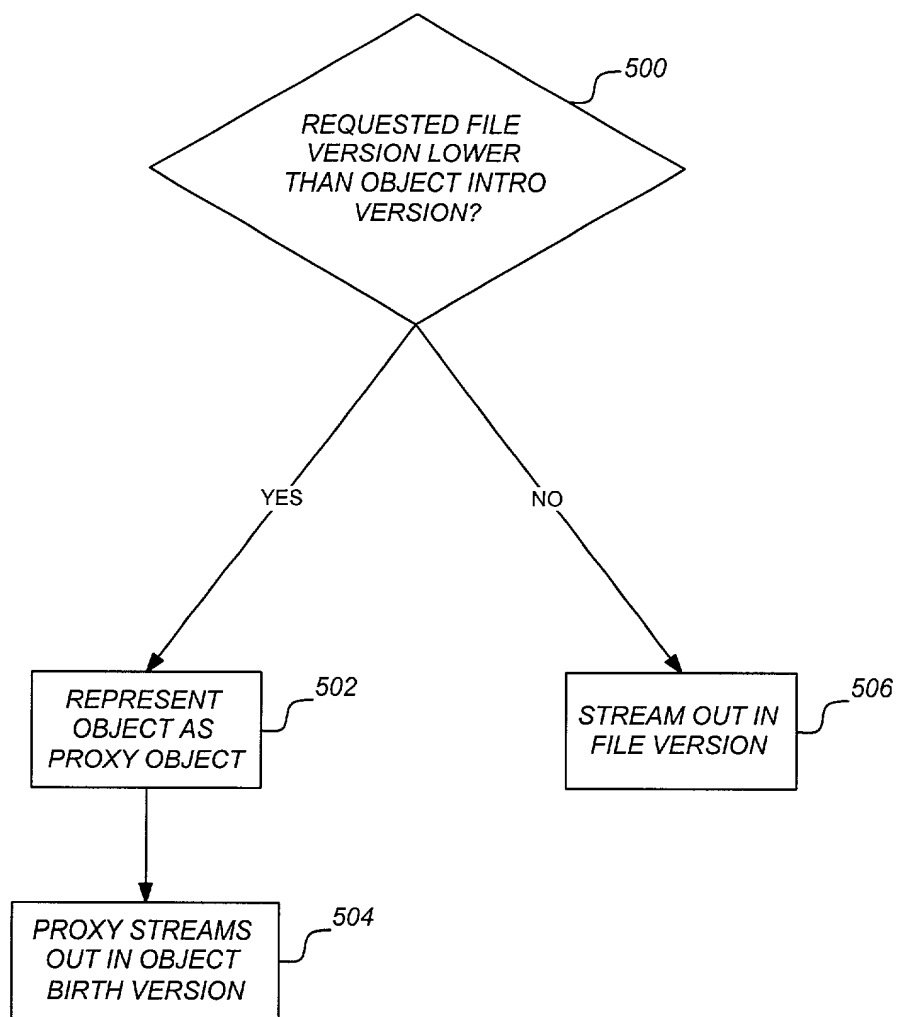 500
REQUESTED FILE
VERSION LOWER
THAN OBJECT INTRO
VERSION?
YES
NO
502
REPRESENT
OBJECT AS
PROXY OBJECT
506
STREAM OUT IN
FILE VERSION
504
PROXY STREAMS
OUT IN OBJECT
BIRTH VERSION